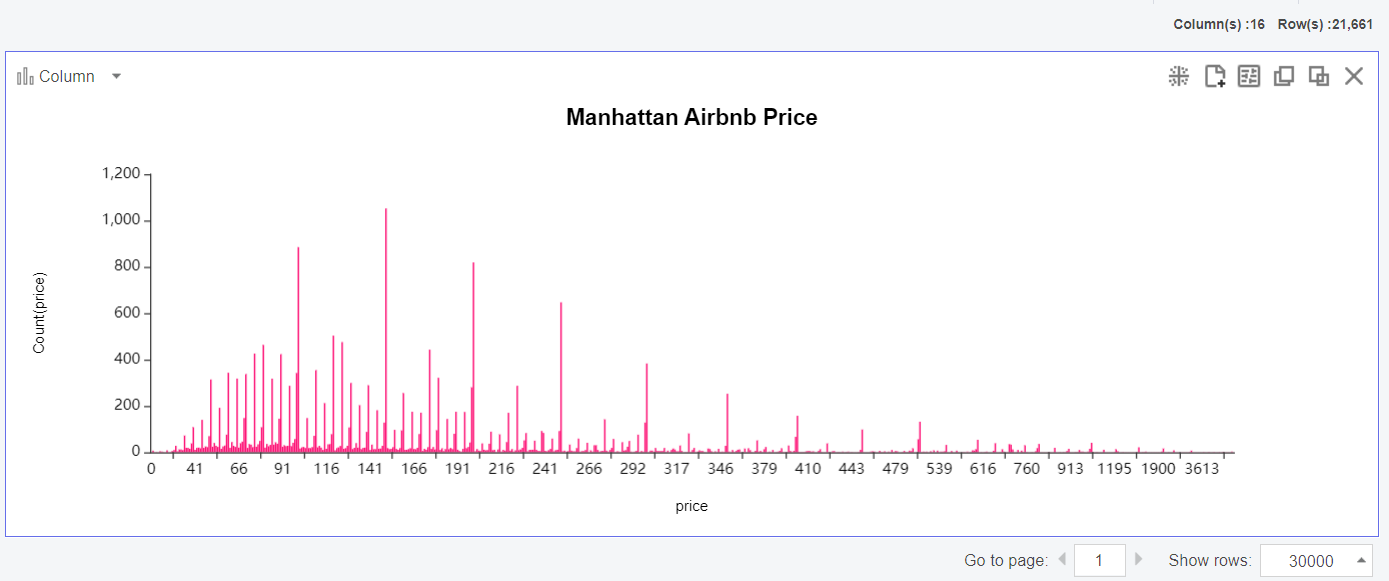 Column(s) :16 Row(s) :21,661
Column
Manhattan Airbnb Price
1,200
1,000
800
600
400
200
0
Count(price)
0 41 66 91 116 141 166 191 216 241 266 292 317 346 379 410 443 479 539 616 760 913 1195 1900 3613
price
Go to page: 1 Show rows: 30000